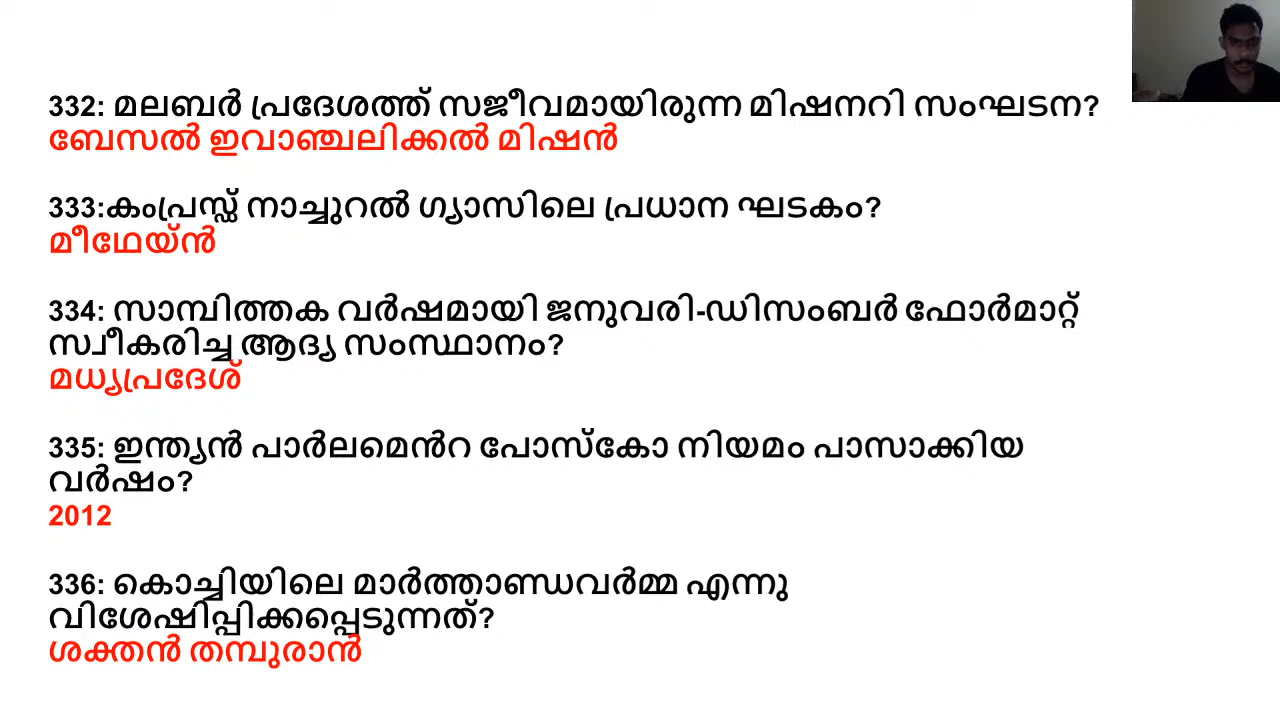 332: മലബർ പ്രദേശത്ത് സജീവമായിരുന്ന മിഷനറി സംഘടന?
ബേസൽ ഇവാഞ്ചലിക്കൽ മിഷൻ
333:കംപ്രസ്ഡ് നാച്ചുറൽ ഗ്യാസിലെ പ്രധാന ഘടകം?
മീഥേയ്ൻ
334: സാമ്പിത്തക വർഷമായി ജനുവരി-ഡിസംബർ ഫോർമാറ്റ്
സ്വീകരിച്ച ആദ്യ സംസ്ഥാനം?
മധ്യപ്രദേശ്
335: ഇന്ത്യൻ പാർലമെൻറ പോസ്കോ നിയമം പാസാക്കിയ
വർഷം?
2012
336: കൊച്ചിയിലെ മാർത്താണ്ഡവർമ്മ എന്നു
വിശേഷിപ്പിക്കപ്പെടുന്നത്?
ശക്തൻ തമ്പുരാൻ